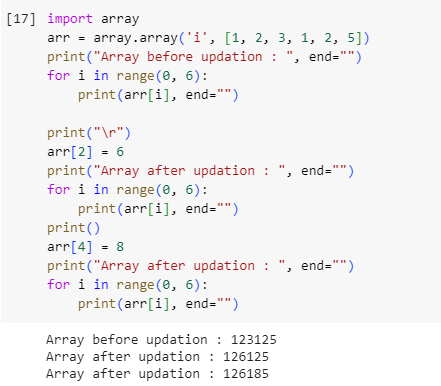 [17] import array
arr = array.array('i', [1, 2, 3, 1, 2, 5])
print("Array before updation : ", end="")
for i in range(0, 6):
    print(arr[i], end="")

print("\r")
arr[2] = 6
print("Array after updation : ", end="")
for i in range(0, 6):
    print(arr[i], end="")
print()
arr[4] = 8
print("Array after updation : ", end="")
for i in range(0, 6):
    print(arr[i], end="")
Array before updation : 123125
Array after updation : 126125
Array after updation : 126185